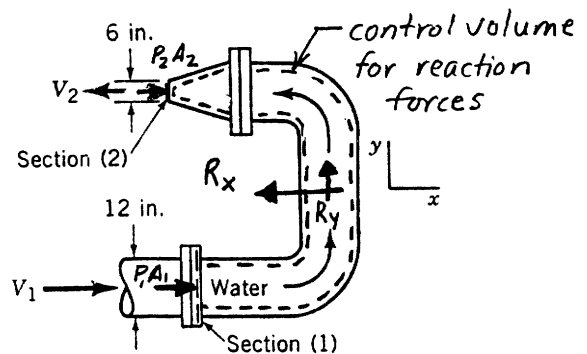 6 in.
P₂A₂
control volume
for reaction
forces
V₂
Section (2)
y
x
Rₓ
R_y
12 in.
V₁
P₁A₁
Water
Section (1)